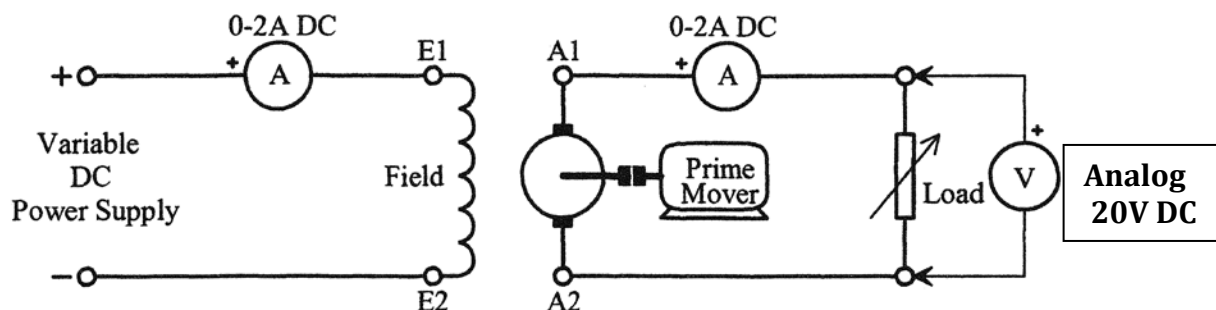 0-2A DC
0-2A DC
+ A E1 A1 + A
+
+
Variable
DC
Power Supply
Field
Prime
Mover
Load
V
Analog
20V DC
−
E2
A2